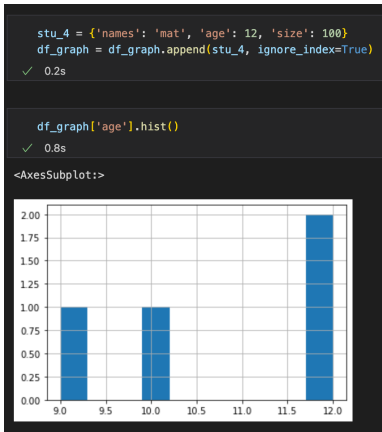 stu_4 = {'names': 'mat', 'age': 12, 'size': 100}
df_graph = df_graph.append(stu_4, ignore_index=True)
✓ 0.2s
df_graph['age'].hist()
✓ 0.8s
<AxesSubplot:>
2.00
1.75
1.50
1.25
1.00
0.75
0.50
0.25
0.00
9.0 9.5 10.0 10.5 11.0 11.5 12.0